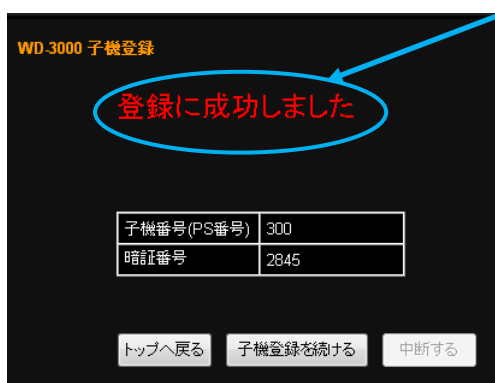 WD-3000 子機登録
登録に成功しました
子機番号(PS番号) 300
暗証番号 2845
トップへ戻る 子機登録を続ける 中断する